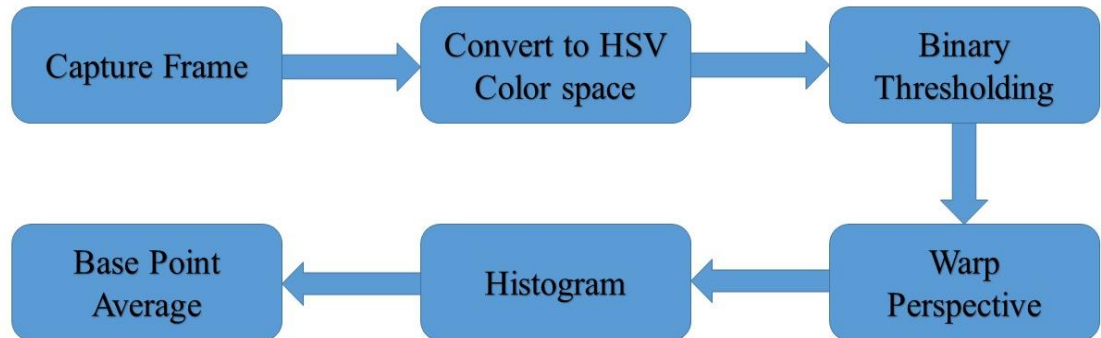 Capture Frame
Convert to HSV
Color space
Binary
Thresholding
Warp
Perspective
Histogram
Base Point
Average